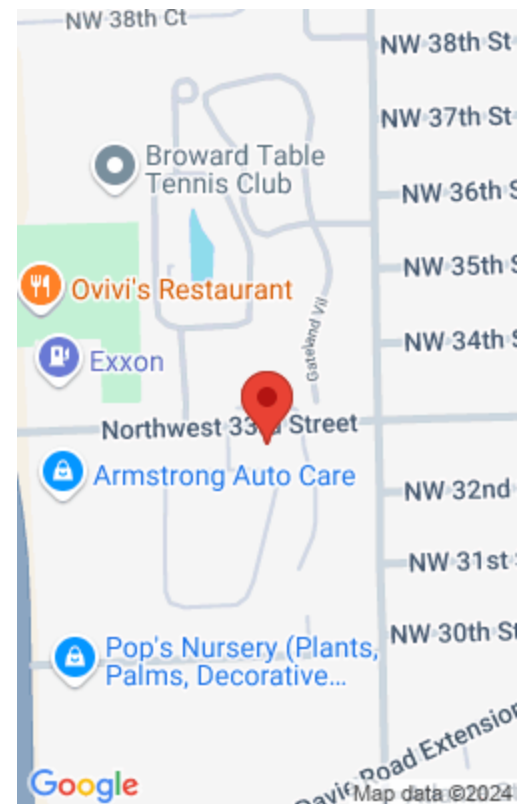 NW 38th Ct
NW 38th St
NW 37th St
Broward Table
Tennis Club
NW 36th S
NW 35th S
Ovivi's Restaurant
Gateland Vil
NW 34th S
Exxon
Northwest 33rd Street
Armstrong Auto Care
NW 32nd
NW 31st
NW 30th St
Pop's Nursery (Plants,
Palms, Decorative...
Davie Road Extension
Google
Map data ©2024